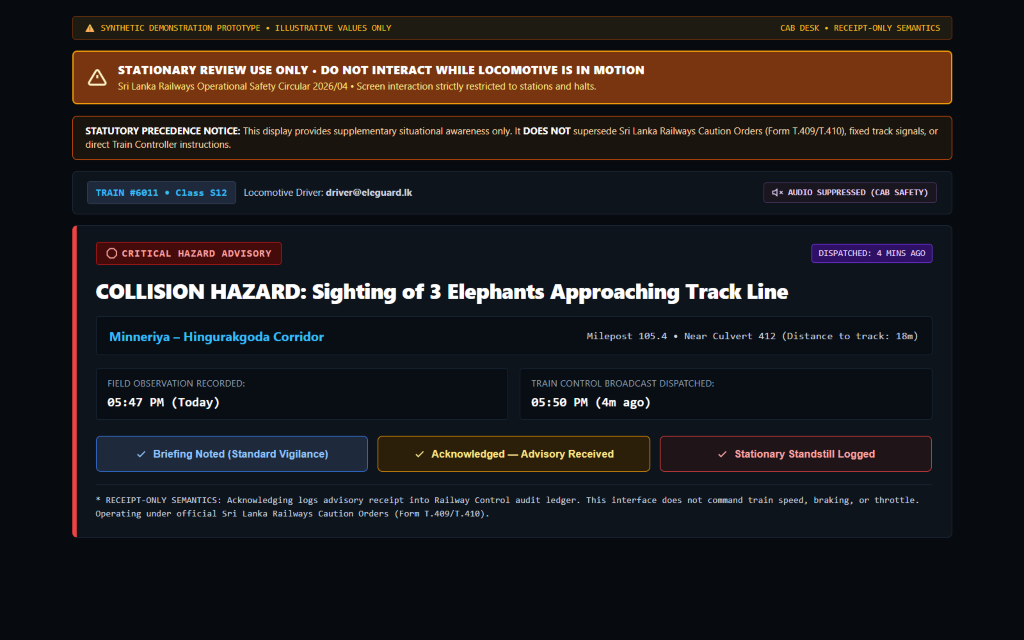 SYNTHETIC DEMONSTRATION PROTOTYPE • ILLUSTRATIVE VALUES ONLY
CAB DESK • RECEIPT-ONLY SEMANTICS
STATIONARY REVIEW USE ONLY • DO NOT INTERACT WHILE LOCOMOTIVE IS IN MOTION
Sri Lanka Railways Operational Safety Circular 2026/04 • Screen interaction strictly restricted to stations and halts.
STATUTORY PRECEDENCE NOTICE: This display provides supplementary situational awareness only. It DOES NOT supersede Sri Lanka Railways Caution Orders (Form T.409/T.410), fixed track signals, or
direct Train Controller instructions.
TRAIN #6011 • Class S12
Locomotive Driver: driver@eleguard.lk
AUDIO SUPPRESSED (CAB SAFETY)
CRITICAL HAZARD ADVISORY
DISPATCHED: 4 MINS AGO
COLLISION HAZARD: Sighting of 3 Elephants Approaching Track Line
Minneriya – Hingurakgoda Corridor
Milepost 105.4 • Near Culvert 412 (Distance to track: 18m)
FIELD OBSERVATION RECORDED:
05:47 PM (Today)
TRAIN CONTROL BROADCAST DISPATCHED:
05:50 PM (4m ago)
✓ Briefing Noted (Standard Vigilance)
✓ Acknowledged — Advisory Received
✓ Stationary Standstill Logged
* RECEIPT-ONLY SEMANTICS: Acknowledging logs advisory receipt into Railway Control audit ledger. This interface does not command train speed, braking, or throttle.
Operating under official Sri Lanka Railways Caution Orders (Form T.409/T.410).